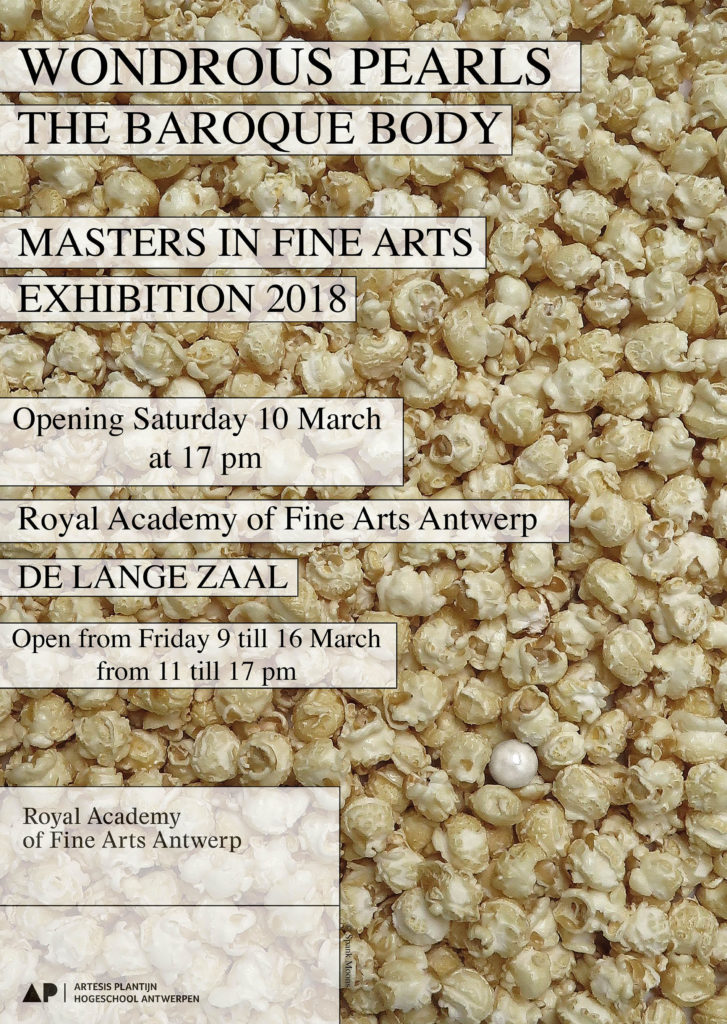 WONDROUS PEARLS
THE BAROQUE BODY
MASTERS IN FINE ARTS
EXHIBITION 2018
Opening Saturday 10 March
at 17 pm
Royal Academy of Fine Arts Antwerp
DE LANGE ZAAL
Open from Friday 9 till 16 March
from 11 till 17 pm
Royal Academy
of Fine Arts Antwerp
AP
ARTESIS PLANTIJN
HOGESCHOOL ANTWERPEN
Moons